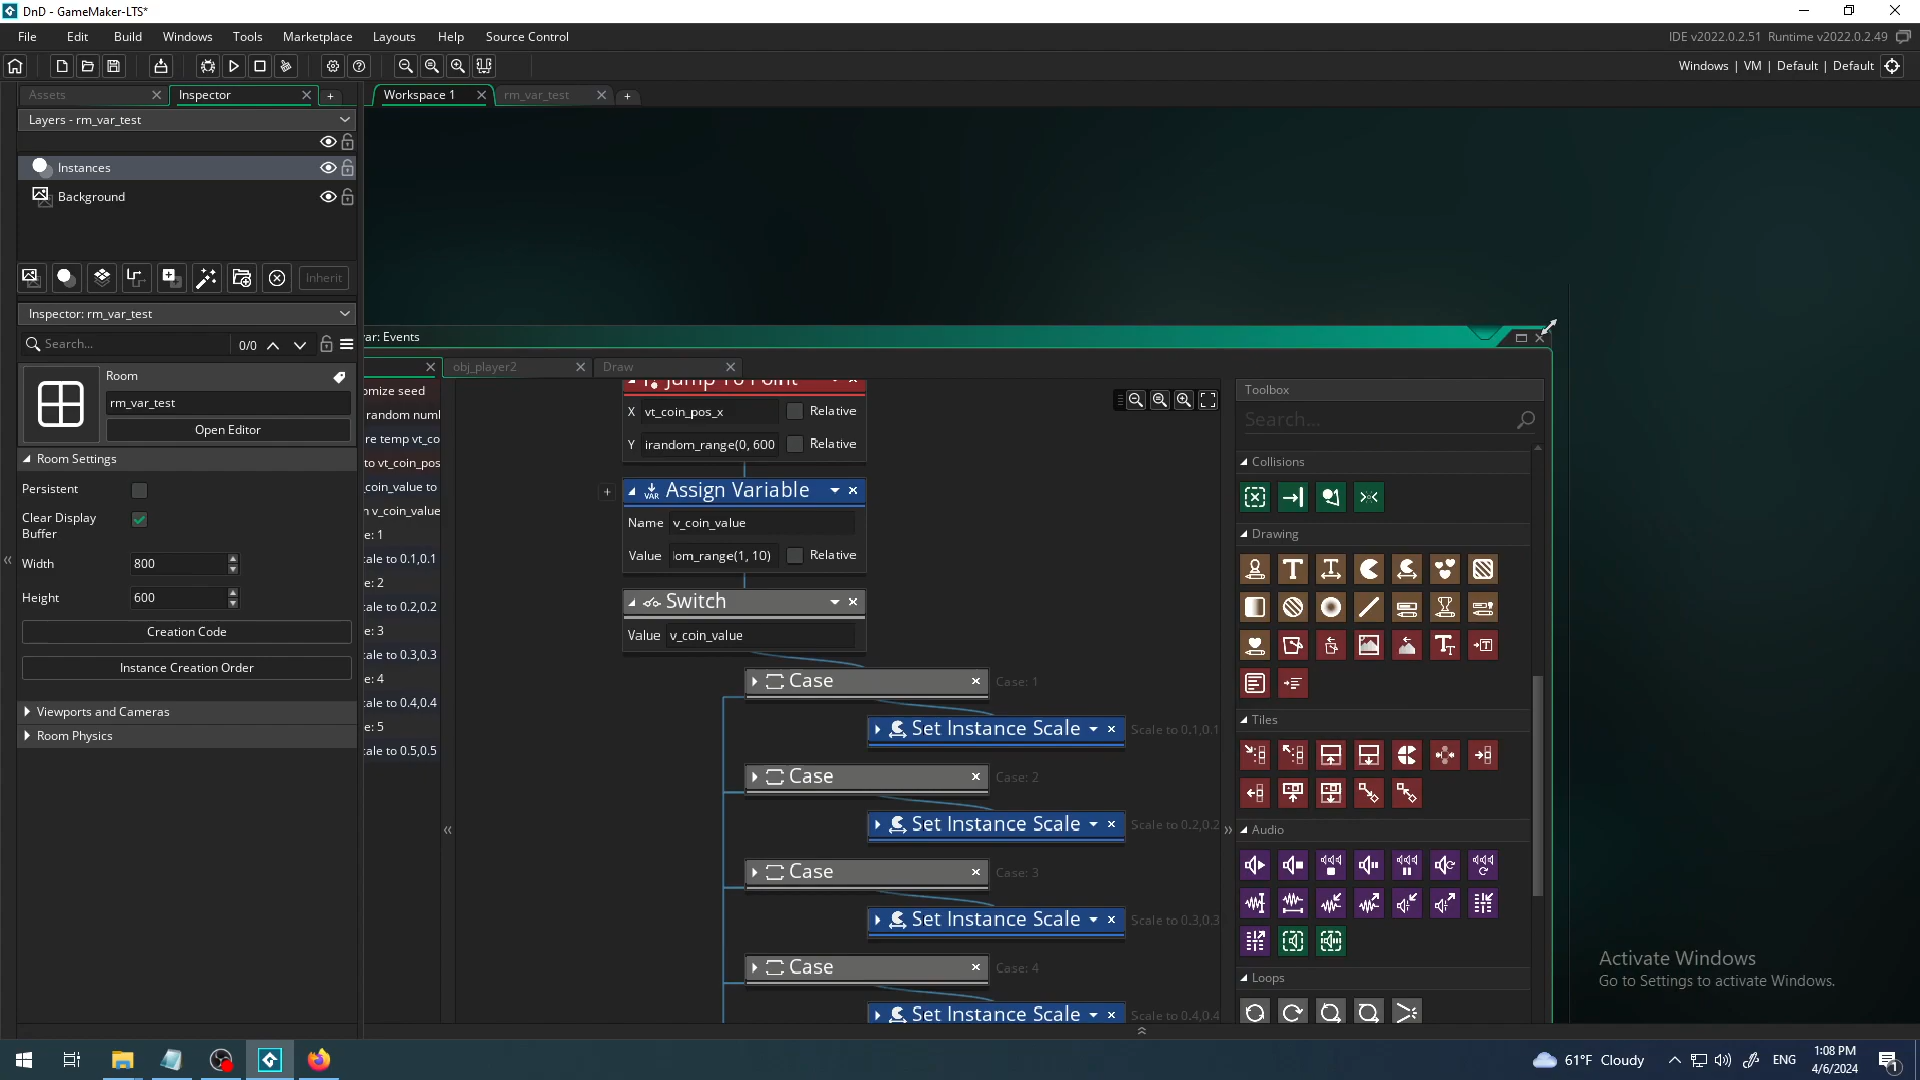 DnD - GameMaker-LTS*
File Edit Build Windows Tools Marketplace Layouts Help Source Control
IDE v2022.0.2.51 Runtime v2022.0.2.49
Windows | VM | Default | Default
Assets Inspector
Workspace 1 rm_var_test
Layers - rm_var_test
Instances
Background
Inherit
Inspector: rm_var_test
Search... 0/0
Room
rm_var_test
Open Editor
Room Settings
Persistent
Clear Display
Buffer
Width 800
Height 600
Creation Code
Instance Creation Order
Viewports and Cameras
Room Physics
var: Events
obj_player2 Draw
omize seed
random numl
re temp vt_co
to vt_coin_pos
coin_value to
n v_coin_value
e: 1
cale to 0.1,0.1
e: 2
cale to 0.2,0.2
e: 3
cale to 0.3,0.3
e: 4
cale to 0.4,0.4
e: 5
cale to 0.5,0.5
Jump To Point
X vt_coin_pos_x Relative
Y irandom_range(0, 600 Relative
Assign Variable
Name v_coin_value
Value om_range(1, 10) Relative
Switch
Value v_coin_value
Case Case: 1
Set Instance Scale Scale to 0.1,0.1
Case Case: 2
Set Instance Scale Scale to 0.2,0.2
Case Case: 3
Set Instance Scale Scale to 0.3,0.3
Case Case: 4
Set Instance Scale Scale to 0.4,0.4
Toolbox
Search...
Collisions
Drawing
Tiles
Audio
Loops
Activate Windows
Go to Settings to activate Windows.
61°F Cloudy
ENG
1:08 PM
4/6/2024
1